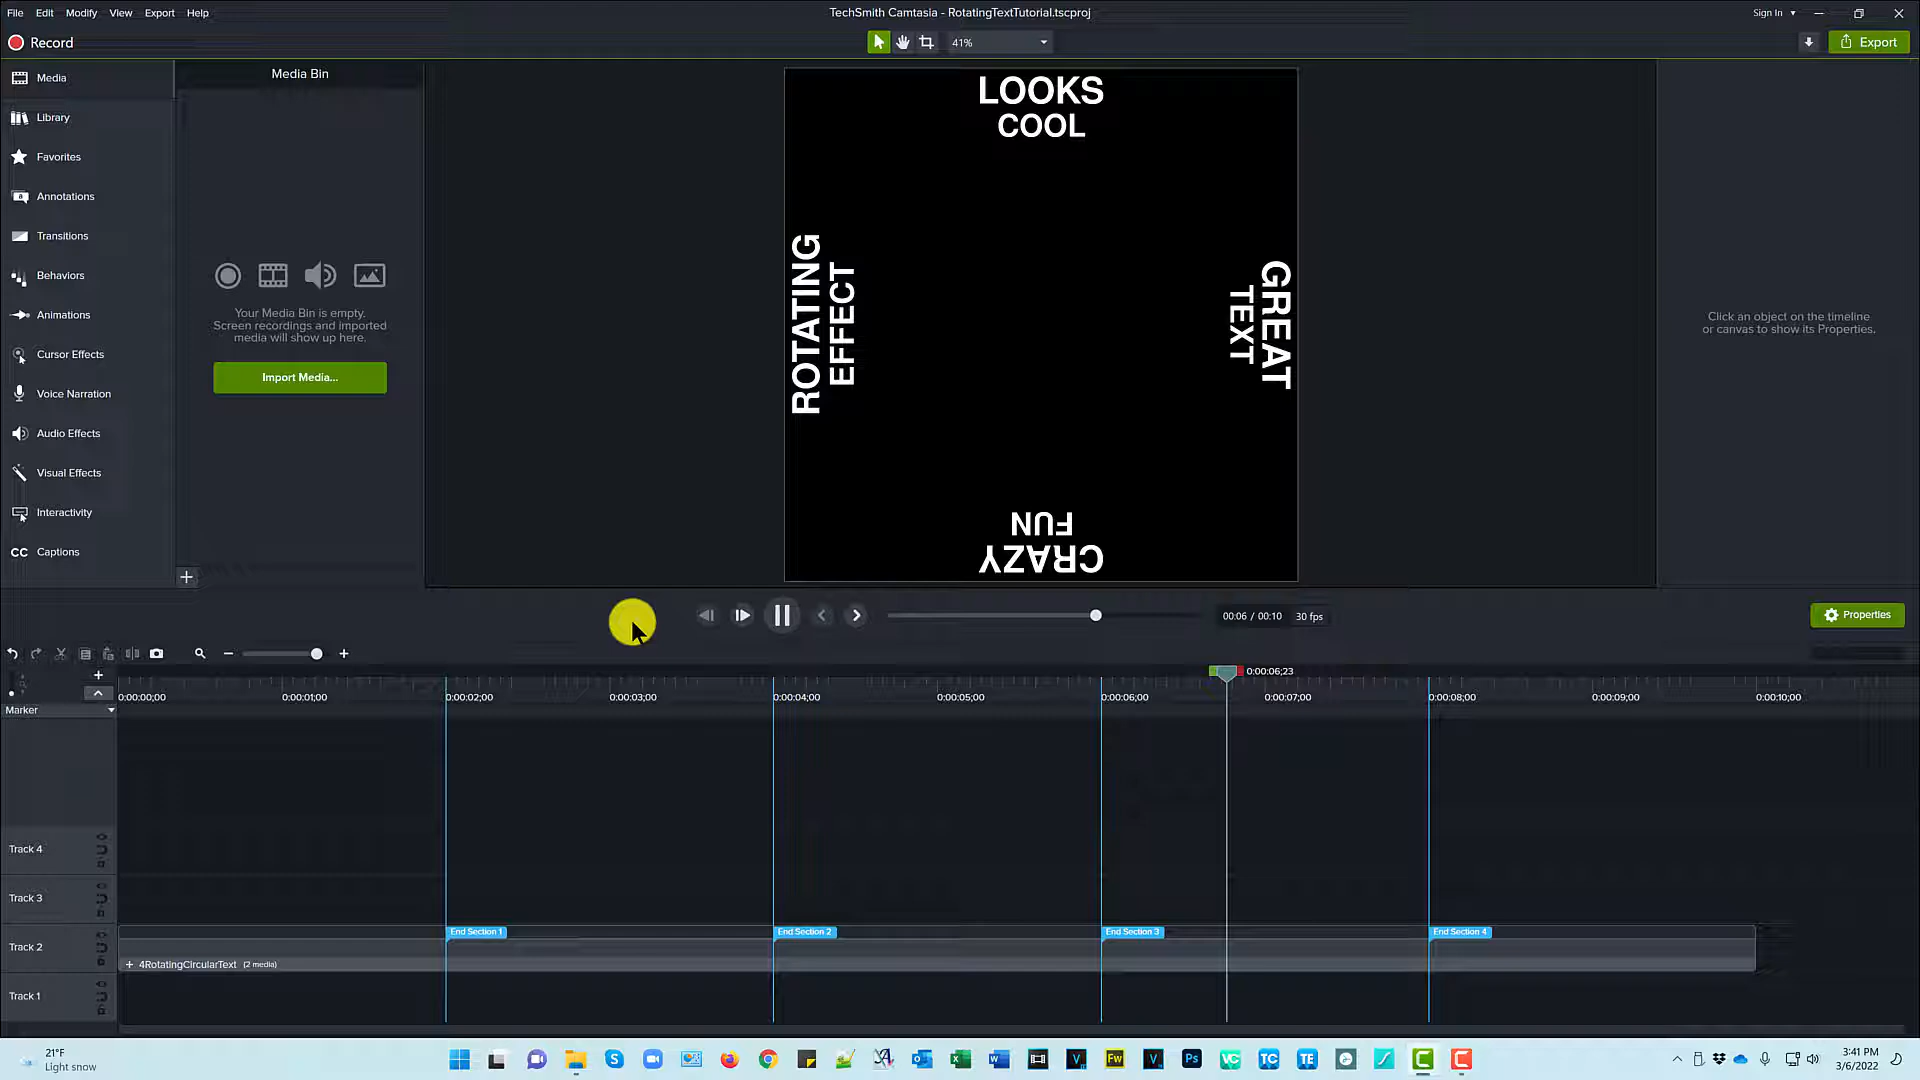 File Edit Modify View Export Help
TechSmith Camtasia - RotatingTextTutorial.tscproj
Sign In
Record
41%
Export
Media
Library
Favorites
Annotations
Transitions
Behaviors
Animations
Cursor Effects
Voice Narration
Audio Effects
Visual Effects
Interactivity
CC Captions
Media Bin
Your Media Bin is empty.
Screen recordings and imported
media will show up here.
Import Media...
LOOKS
COOL
ROTATING
EFFECT
GREAT
TEXT
CRAZY
FUN
Click an object on the timeline
or canvas to show its Properties.
00:06 / 00:10 30 fps
Properties
0:00:06;23
0:00:00;00 0:00:01;00 0:00:02;00 0:00:03;00 0:00:04;00 0:00:05;00 0:00:06;00 0:00:07;00 0:00:08;00 0:00:09;00 0:00:10;00
Marker
Track 4
Track 3
End Section 1 End Section 2 End Section 3 End Section 4
Track 2
+ 4RotatingCircularText (2 media)
Track 1
21°F
Light snow
Fw
Ps
VC
TC
TE
3:41 PM
3/6/2022